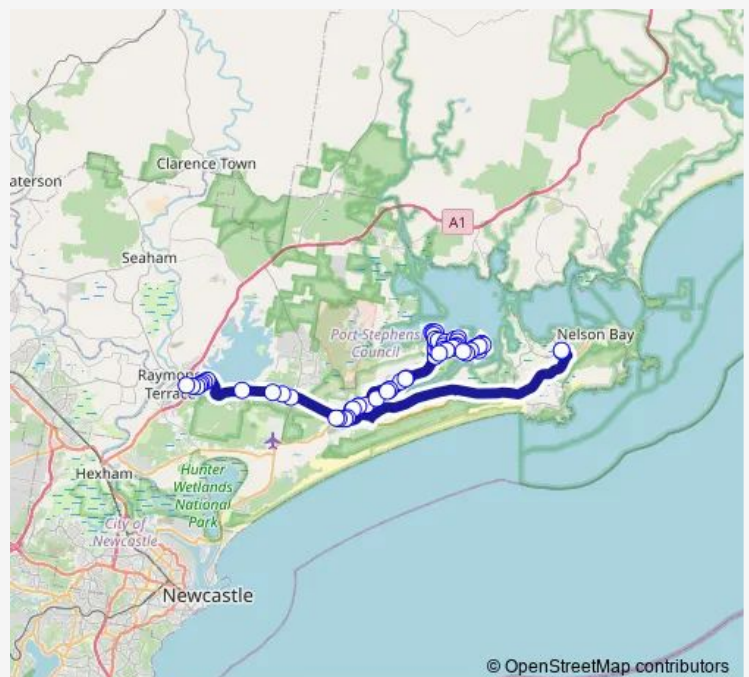 Clarence Town
aterson
A1
Seaham
Port-Stephens
Council
Nelson Bay
Raymon
Terrace
Hexham
Hunter
Wetlands
National
Park
City of
Newcastle
Newcastle
© OpenStreetMap contributors